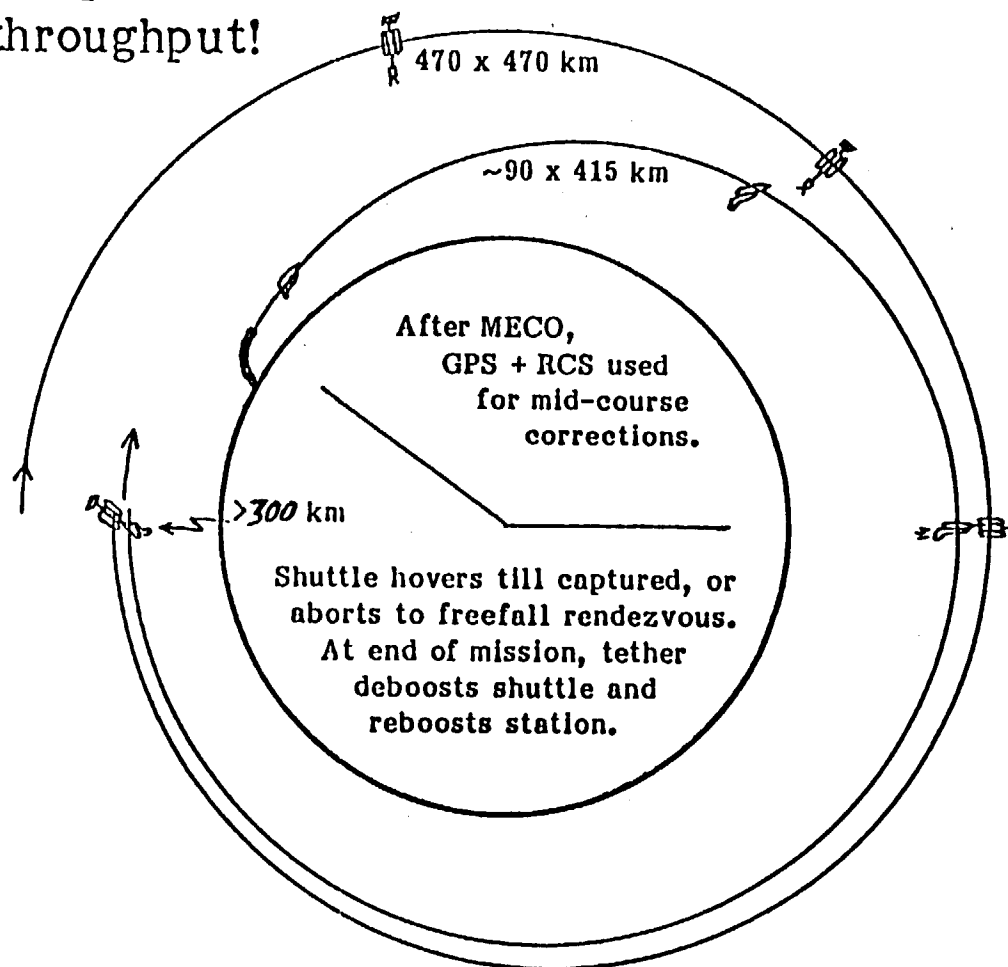 throughput!
470 x 470 km
~90 x 415 km
After MECO,
GPS + RCS used
for mid-course
corrections.
>300 km
Shuttle hovers till captured, or
aborts to freefall rendezvous.
At end of mission, tether
deboosts shuttle and
reboosts station.